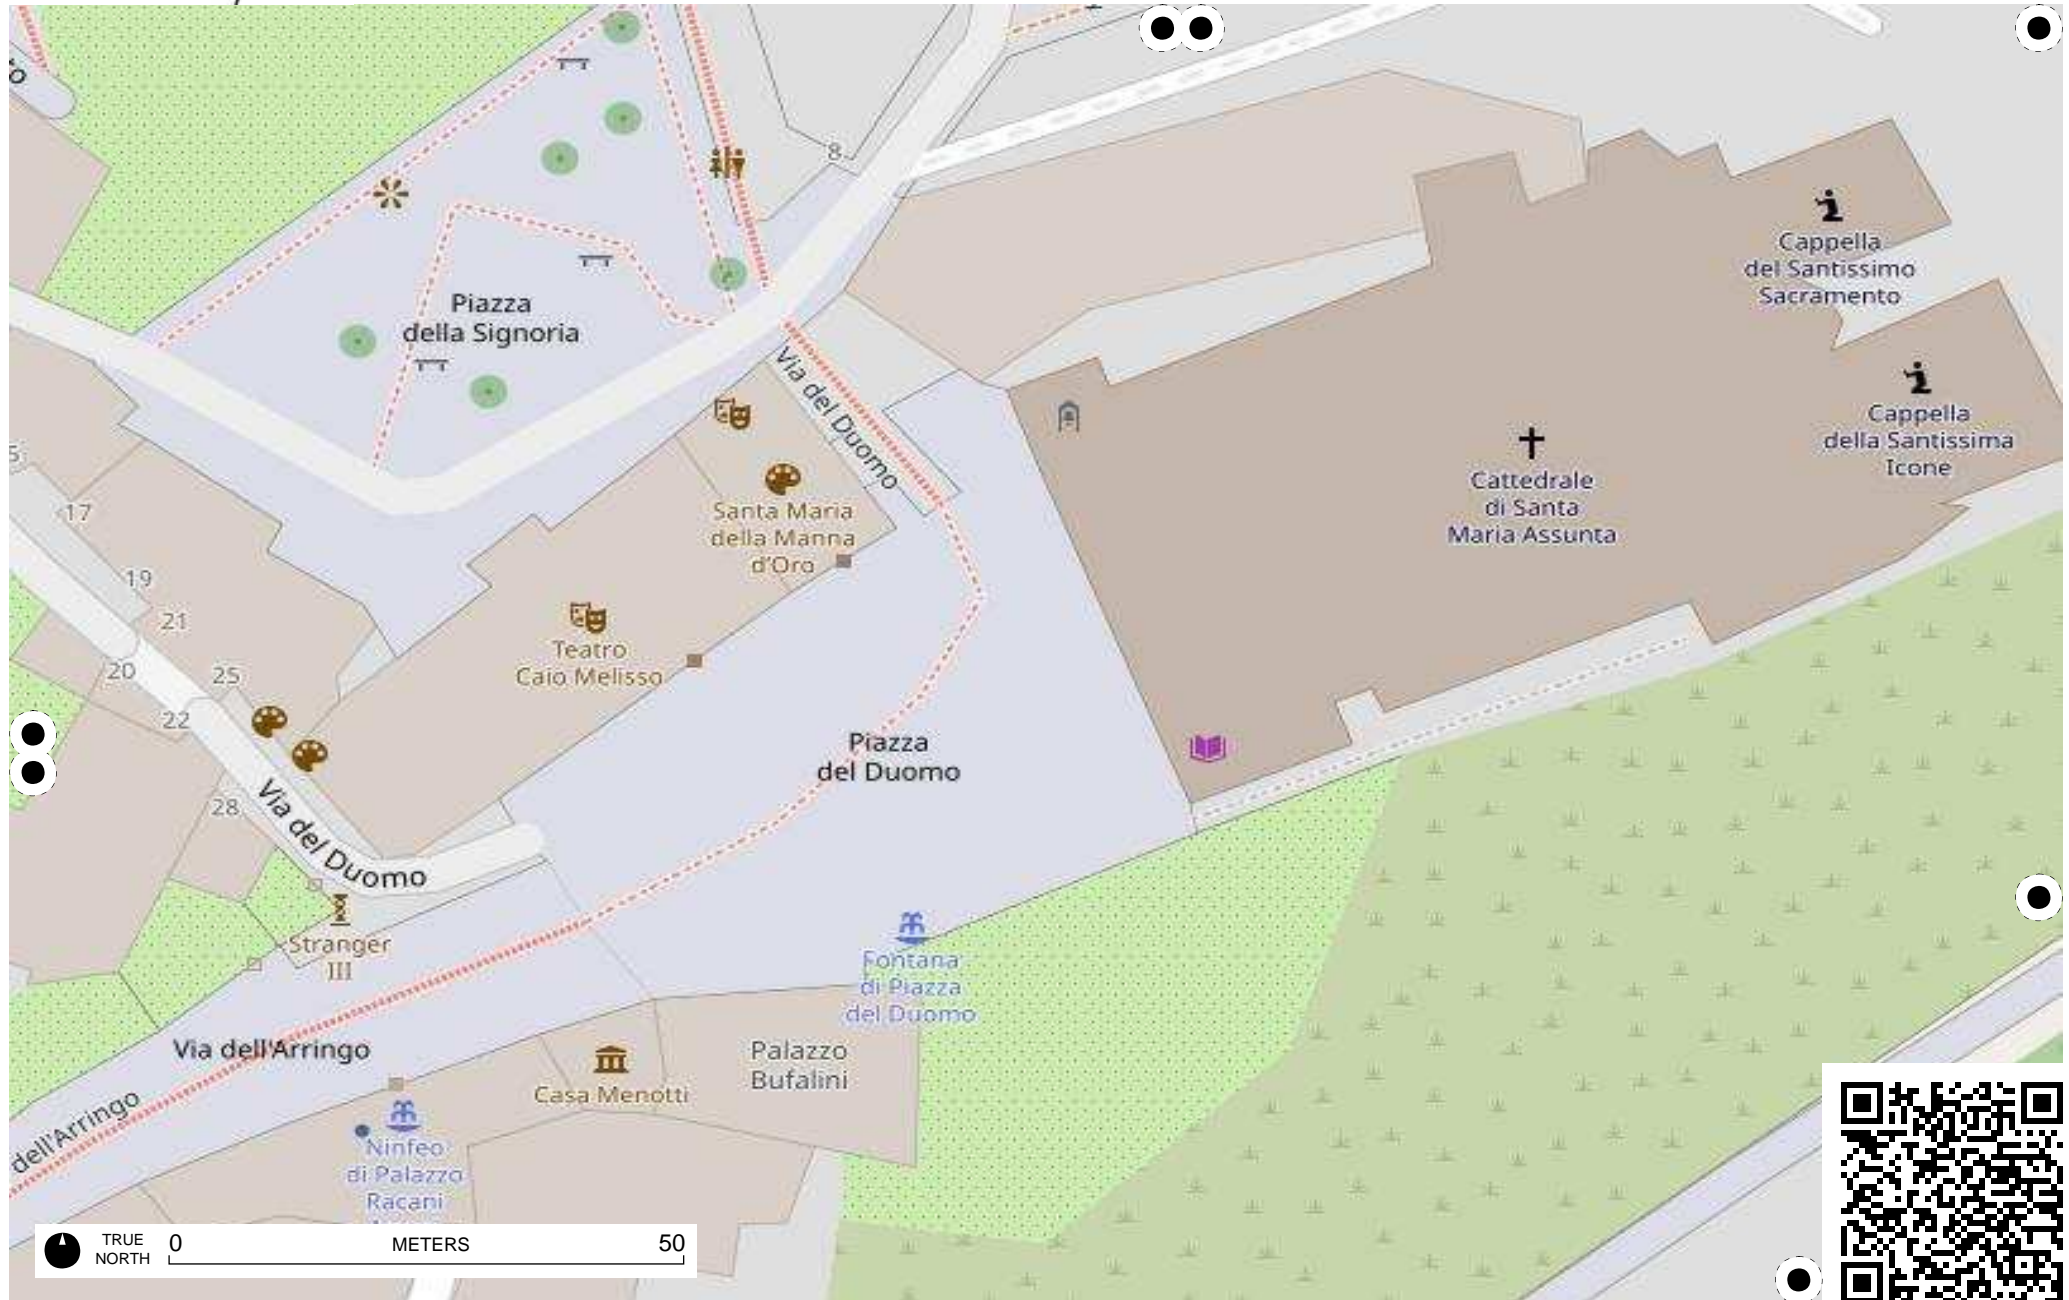 8
Piazza
della Signoria
Via del Duomo
Cappella
del Santissimo
Sacramento
Cappella
della Santissima
Icone
Cattedrale
di Santa
Maria Assunta
17
Santa Maria
della Manna
d'Oro
19
21
20
25
22
Teatro
Caio Melisso
Piazza
del Duomo
28
Via del Duomo
Stranger
III
Fontana
di Piazza
del Duomo
Via dell'Arringo
Palazzo
Bufalini
Casa Menotti
dell'Arringo
Ninfeo
di Palazzo
Racani
TRUE
NORTH
0 METERS 50